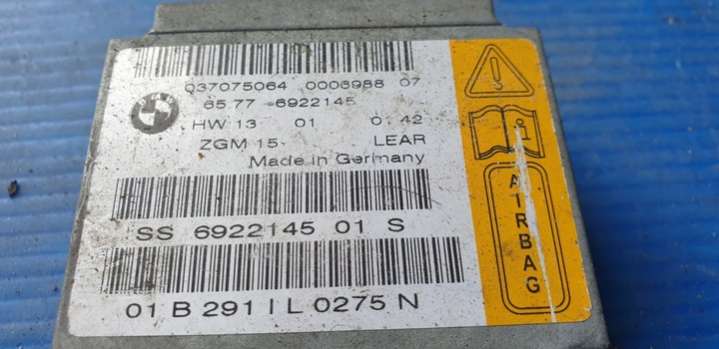 037075064 0006988 07
65.77 6922145
HW 13 01 0.42
ZGM 15 LEAR
Made in Germany
SS 6922145 01 S
01 B 291 I L 0275 N
AIRBAG